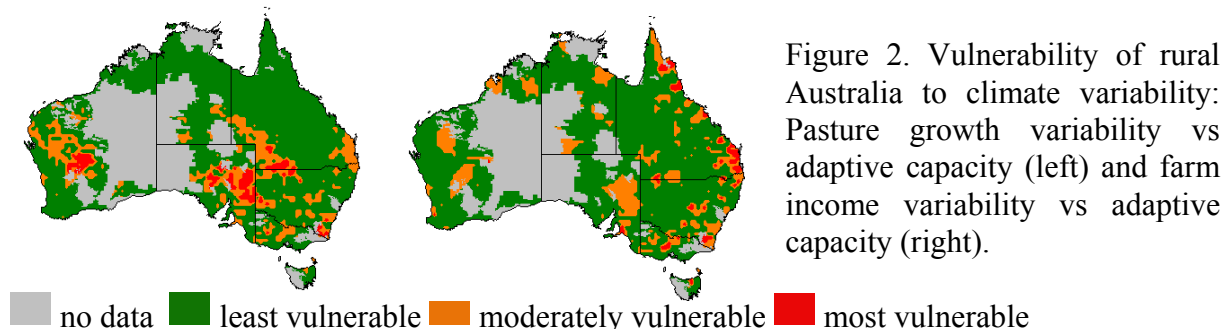 Figure 2. Vulnerability of rural
Australia to climate variability:
Pasture growth variability vs
adaptive capacity (left) and farm
income variability vs adaptive
capacity (right).
no data least vulnerable moderately vulnerable most vulnerable